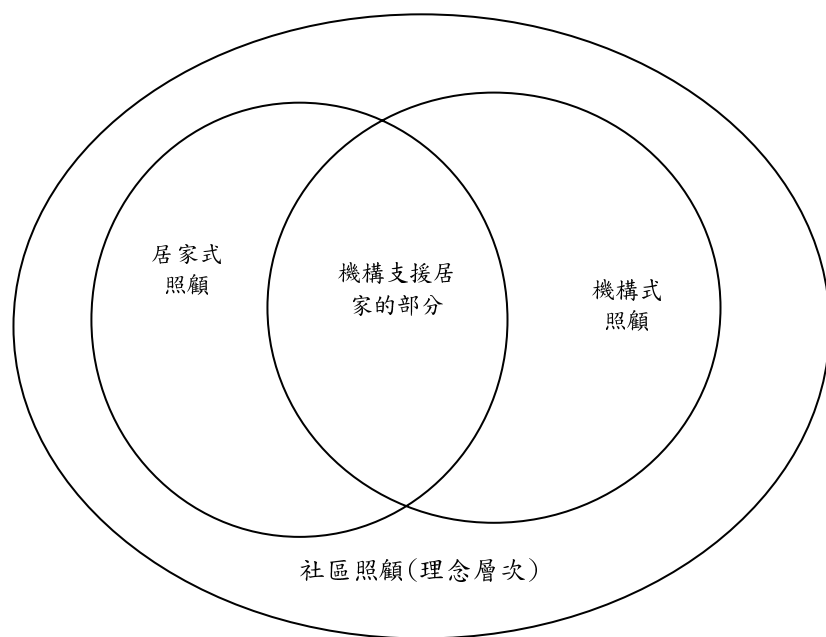 居家式
照顧
機構支援居
家的部分
機構式
照顧
社區照顧(理念層次)